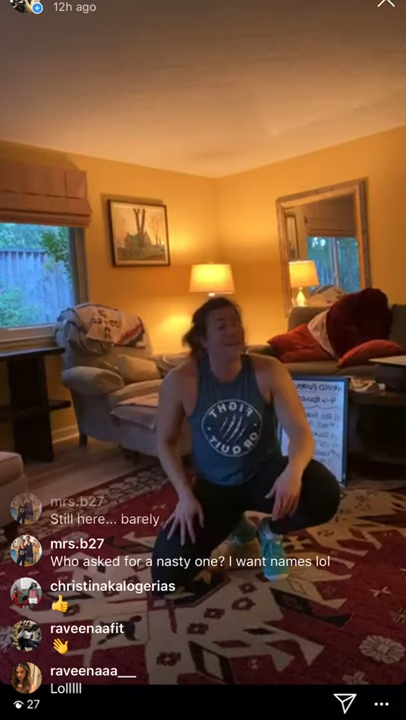 12h ago
FIGHT
OR QUIT
mrs.b27
Still here... barely
mrs.b27
Who asked for a nasty one? I want names lol
christinakalogerias
👍
raveenaafit
👋
raveenaaa___
Lolllll
27